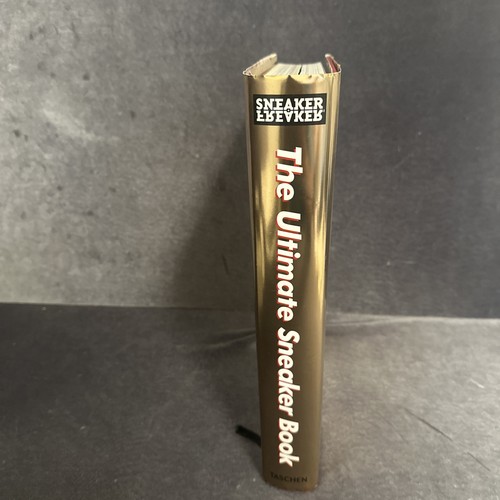 SNEAKER
FREAKER
The Ultimate Sneaker Book
TASCHEN